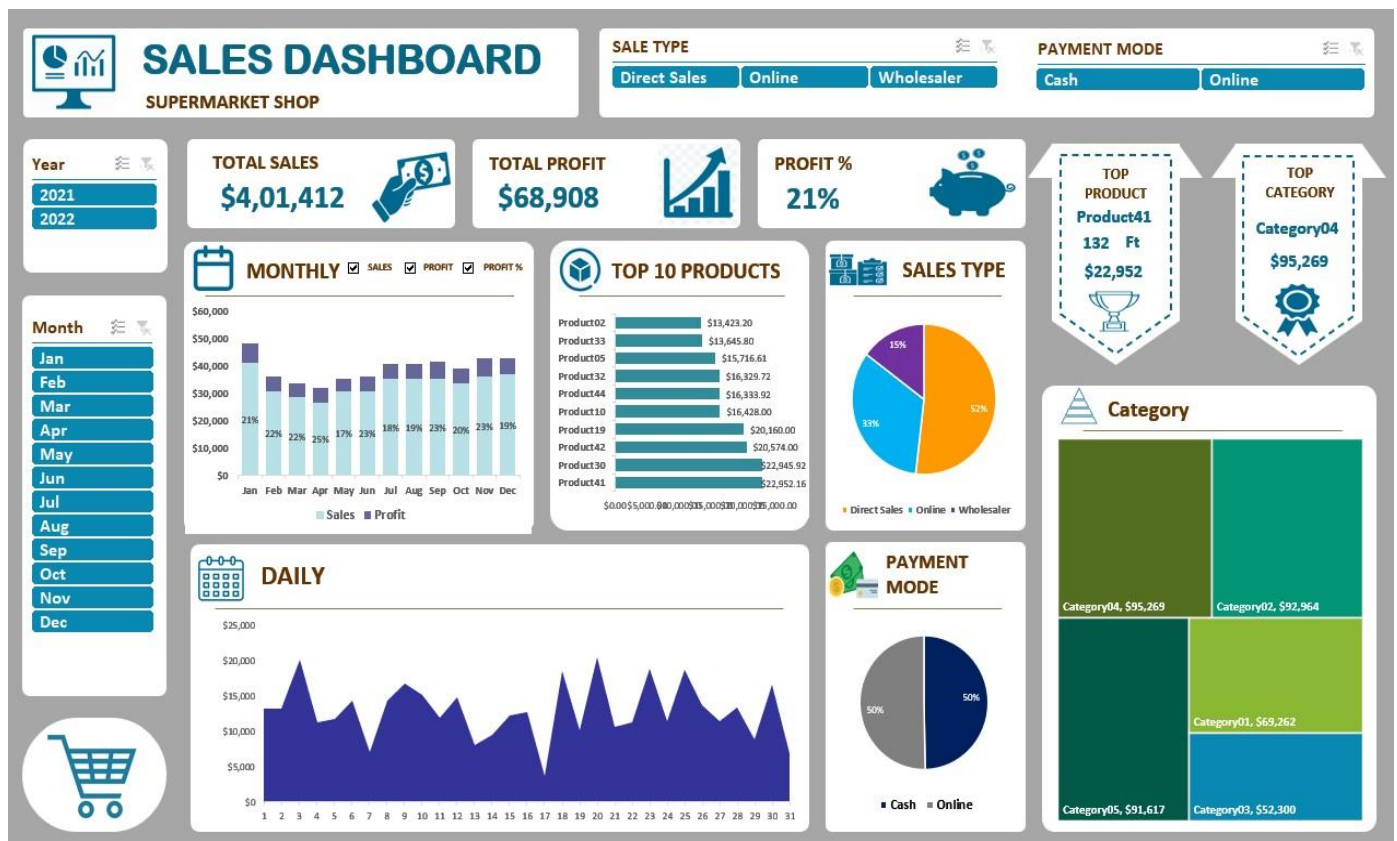 SALES DASHBOARD
SUPERMARKET SHOP
SALE TYPE
Direct Sales
Online
Wholesaler
PAYMENT MODE
Cash
Online
Year
2021
2022
TOTAL SALES
$4,01,412
TOTAL PROFIT
$68,908
PROFIT %
21%
TOP
PRODUCT
Product41
132 Ft
$22,952
TOP
CATEGORY
Category04
$95,269
Month
Jan
Feb
Mar
Apr
May
Jun
Jul
Aug
Sep
Oct
Nov
Dec
MONTHLY
SALES
PROFIT
PROFIT %
$60,000
$50,000
$40,000
$30,000
$20,000
$10,000
$0
21% 22% 22% 25% 17% 23% 18% 19% 23% 20% 23% 19%
Jan Feb Mar Apr May Jun Jul Aug Sep Oct Nov Dec
Sales Profit
TOP 10 PRODUCTS
Product02 $13,423.20
Product33 $13,645.80
Product05 $15,716.61
Product32 $16,329.72
Product44 $16,333.92
Product10 $16,428.00
Product19 $20,160.00
Product42 $20,574.00
Product30 $22,945.92
Product41 $22,952.16
SALES TYPE
15%
52%
33%
Direct Sales Online Wholesaler
DAILY
$25,000
$20,000
$15,000
$10,000
$5,000
$0
1 2 3 4 5 6 7 8 9 10 11 12 13 14 15 16 17 18 19 20 21 22 23 24 25 26 27 28 29 30 31
PAYMENT
MODE
50%
50%
Cash Online
Category
Category04, $95,269
Category02, $92,964
Category01, $69,262
Category05, $91,617
Category03, $52,300